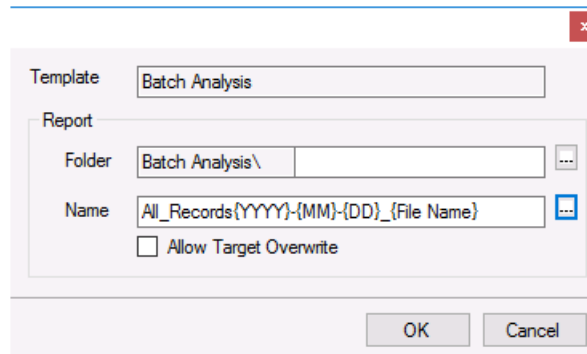 x
Template Batch Analysis
Report
Folder Batch Analysis\ ...
Name All_Records{YYYY}-{MM}-{DD}_{File Name} ...
Allow Target Overwrite
OK Cancel